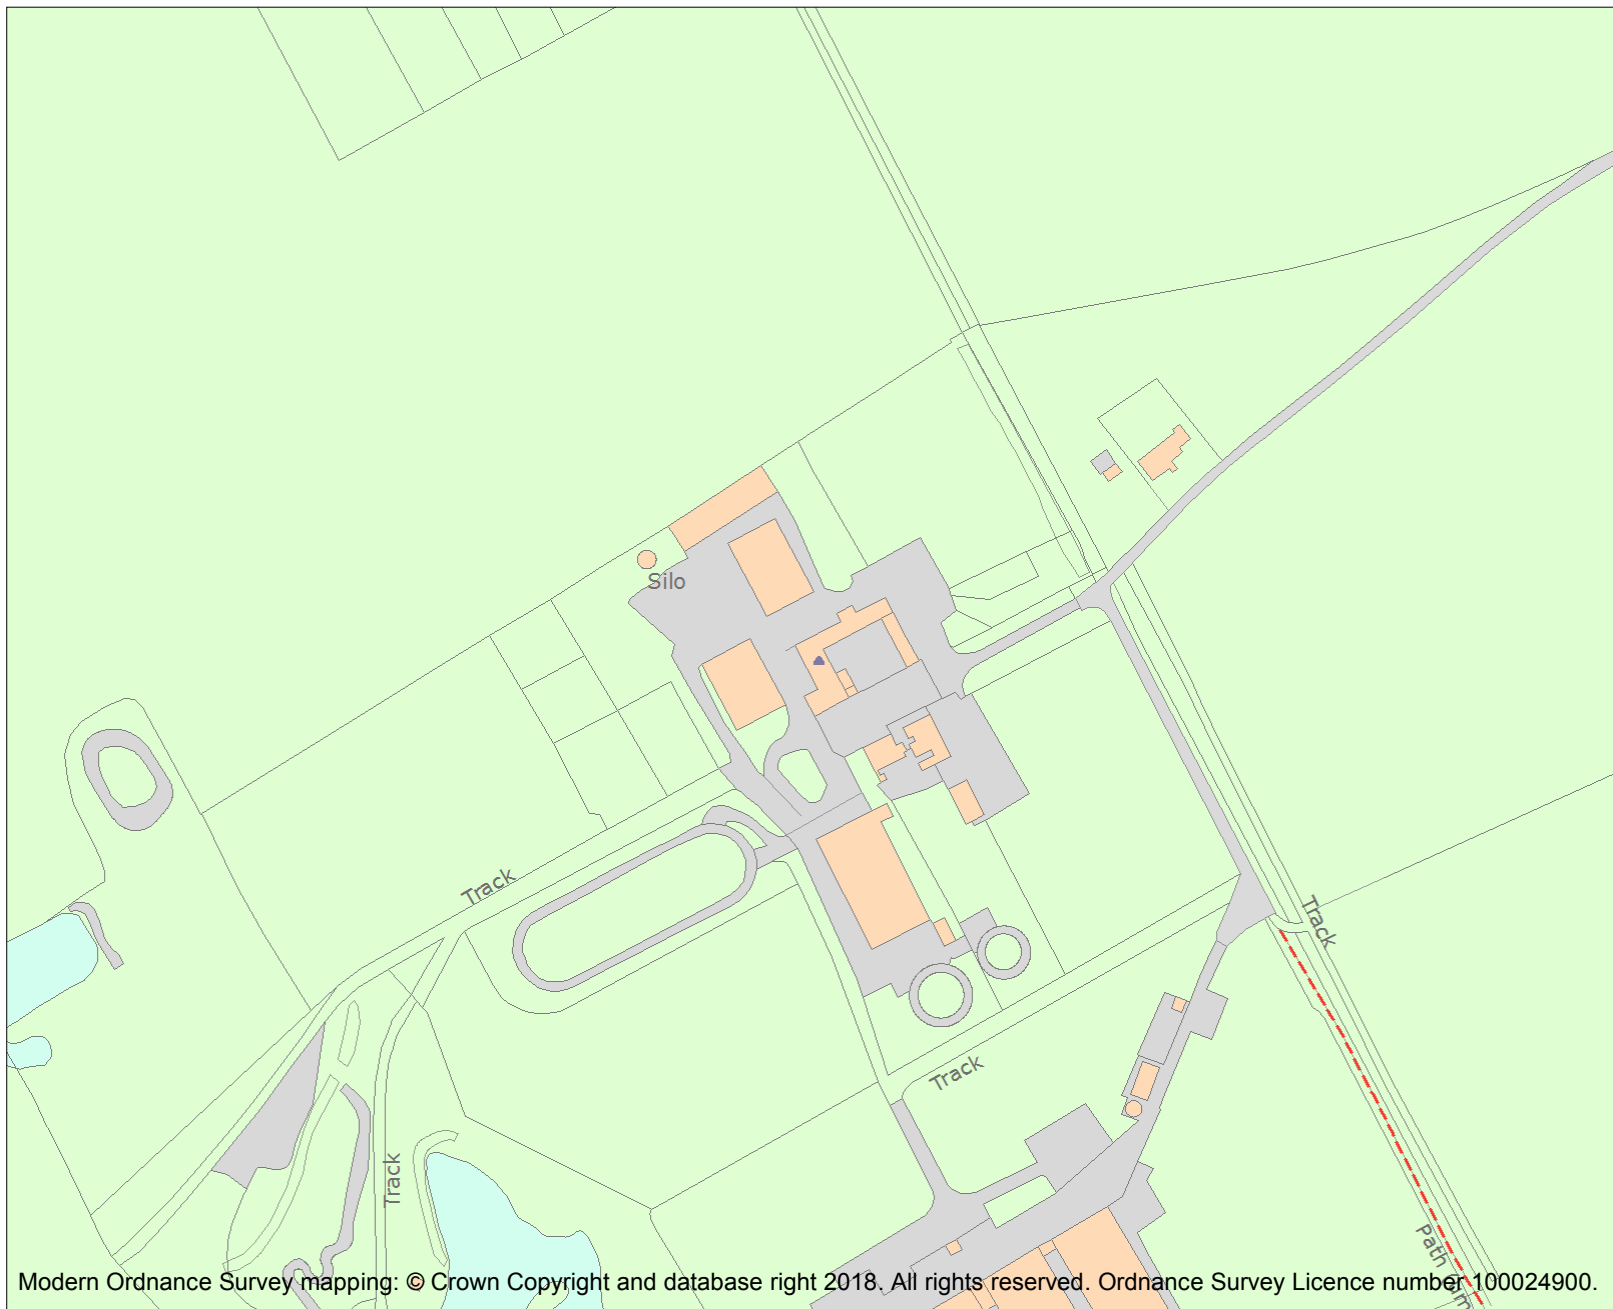 Silo
Track
Track
Track
Track
Path
Modern Ordnance Survey mapping: © Crown Copyright and database right 2018. All rights reserved. Ordnance Survey Licence number 100024900.